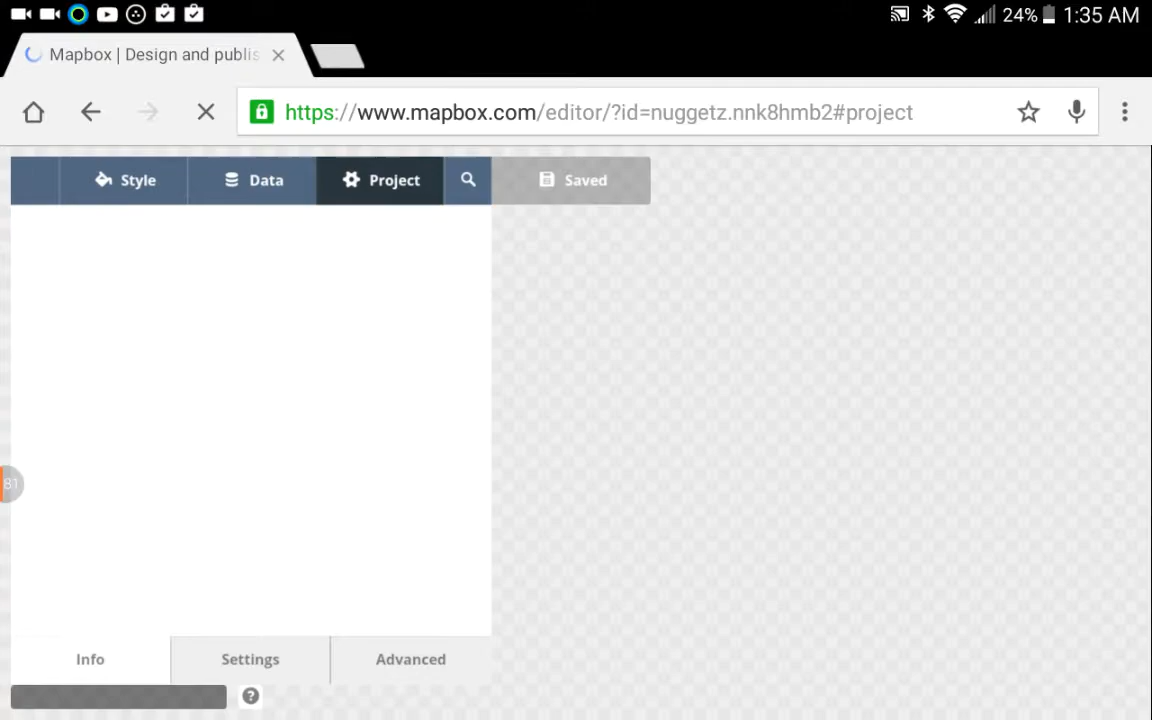 24% 1:35 AM
Mapbox | Design and publis
https://www.mapbox.com/editor/?id=nuggetz.nnk8hmb2#project
Style Data Project Saved
81
Info Settings Advanced
?